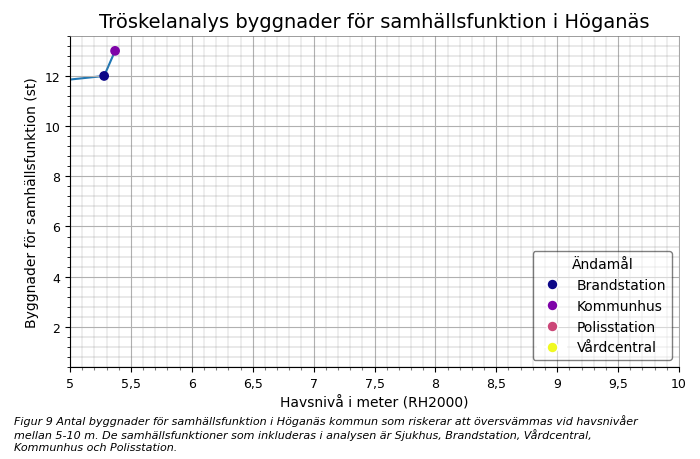 Tröskelanalys byggnader för samhällsfunktion i Höganäs
Byggnader för samhällsfunktion (st)
12
10
8
6
4
2
Ändamål
Brandstation
Kommunhus
Polisstation
Vårdcentral
5 5,5 6 6,5 7 7,5 8 8,5 9 9,5 10
Havsnivå i meter (RH2000)
Figur 9 Antal byggnader för samhällsfunktion i Höganäs kommun som riskerar att översvämmas vid havsnivåer
mellan 5-10 m. De samhällsfunktioner som inkluderas i analysen är Sjukhus, Brandstation, Vårdcentral,
Kommunhus och Polisstation.